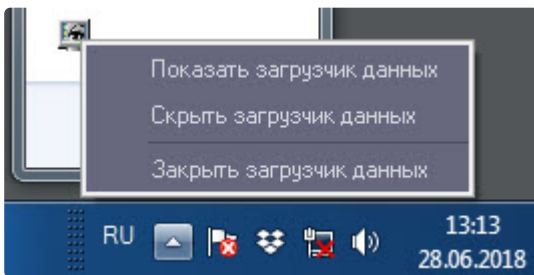 Показать загрузчик данных
Скрыть загрузчик данных
Закрыть загрузчик данных
RU
13:13
28.06.2018